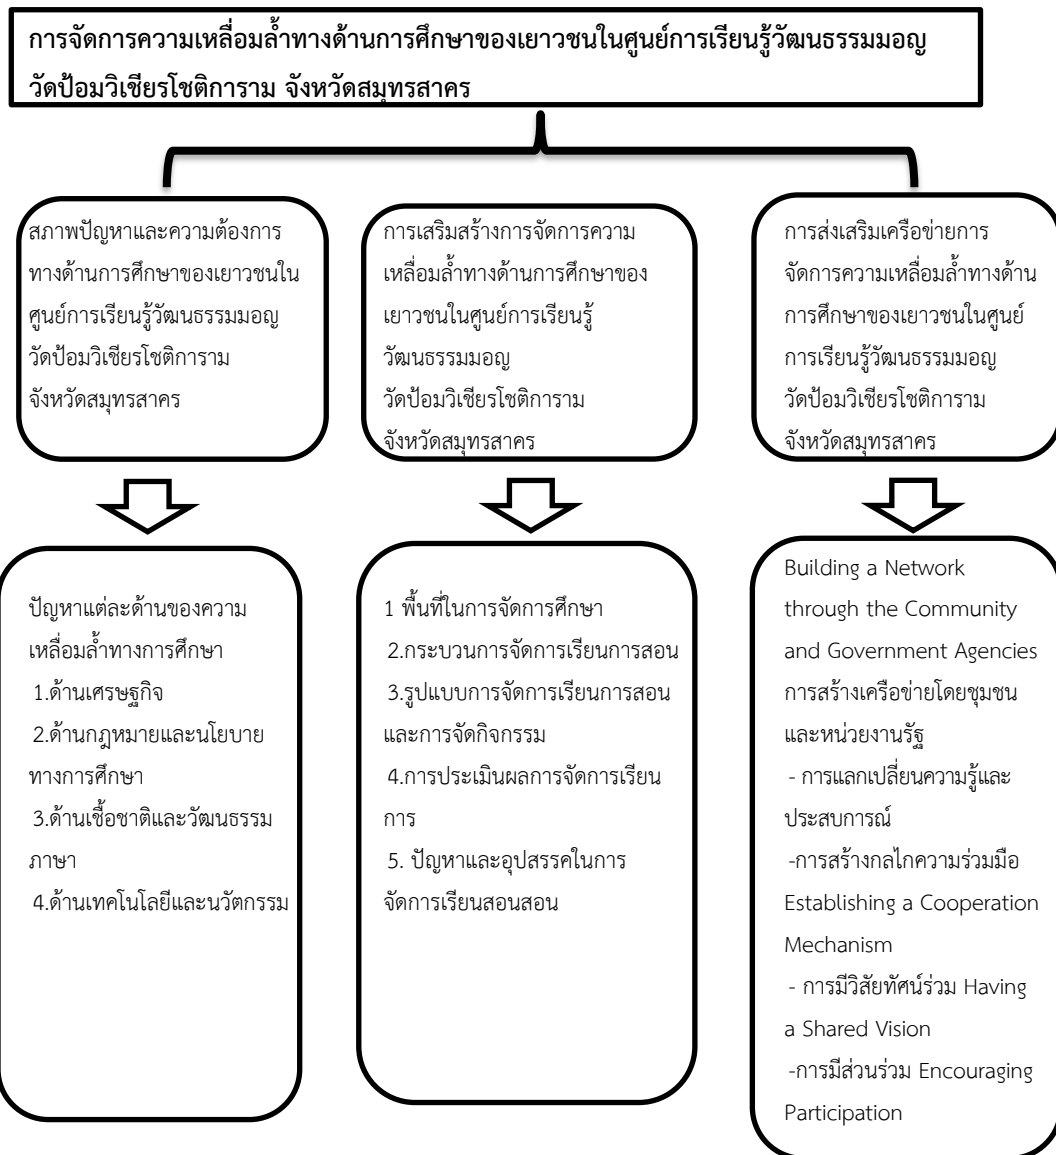 การจัดการความเหลื่อมล้ำทางด้านการศึกษาของเยาวชนในศูนย์การเรียนรู้วัฒนธรรมมอญ
วัดป้อมวิเชียรโชติการาม จังหวัดสมุทรสาคร
สภาพปัญหาและความต้องการ
ทางด้านการศึกษาของเยาวชนใน
ศูนย์การเรียนรู้วัฒนธรรมมอญ
วัดป้อมวิเชียรโชติการาม
จังหวัดสมุทรสาคร
การเสริมสร้างการจัดการความ
เหลื่อมล้ำทางด้านการศึกษาของ
เยาวชนในศูนย์การเรียนรู้
วัฒนธรรมมอญ
วัดป้อมวิเชียรโชติการาม
จังหวัดสมุทรสาคร
การส่งเสริมเครือข่ายการ
จัดการความเหลื่อมล้ำทางด้าน
การศึกษาของเยาวชนในศูนย์
การเรียนรู้วัฒนธรรมมอญ
วัดป้อมวิเชียรโชติการาม
จังหวัดสมุทรสาคร
ปัญหาแต่ละด้านของความ
เหลื่อมล้ำทางการศึกษา
1.ด้านเศรษฐกิจ
2.ด้านกฎหมายและนโยบาย
ทางการศึกษา
3.ด้านเชื้อชาติและวัฒนธรรม
ภาษา
4.ด้านเทคโนโลยีและนวัตกรรม
1 พื้นที่ในการจัดการศึกษา
2.กระบวนการจัดการเรียนการสอน
3.รูปแบบการจัดการเรียนการสอน
และการจัดกิจกรรม
4.การประเมินผลการจัดการเรียน
การ
5. ปัญหาและอุปสรรคในการ
จัดการเรียนสอนสอน
Building a Network
through the Community
and Government Agencies
การสร้างเครือข่ายโดยชุมชน
และหน่วยงานรัฐ
- การแลกเปลี่ยนความรู้และ
ประสบการณ์
-การสร้างกลไกความร่วมมือ
Establishing a Cooperation
Mechanism
- การมีวิสัยทัศน์ร่วม Having
a Shared Vision
-การมีส่วนร่วม Encouraging
Participation